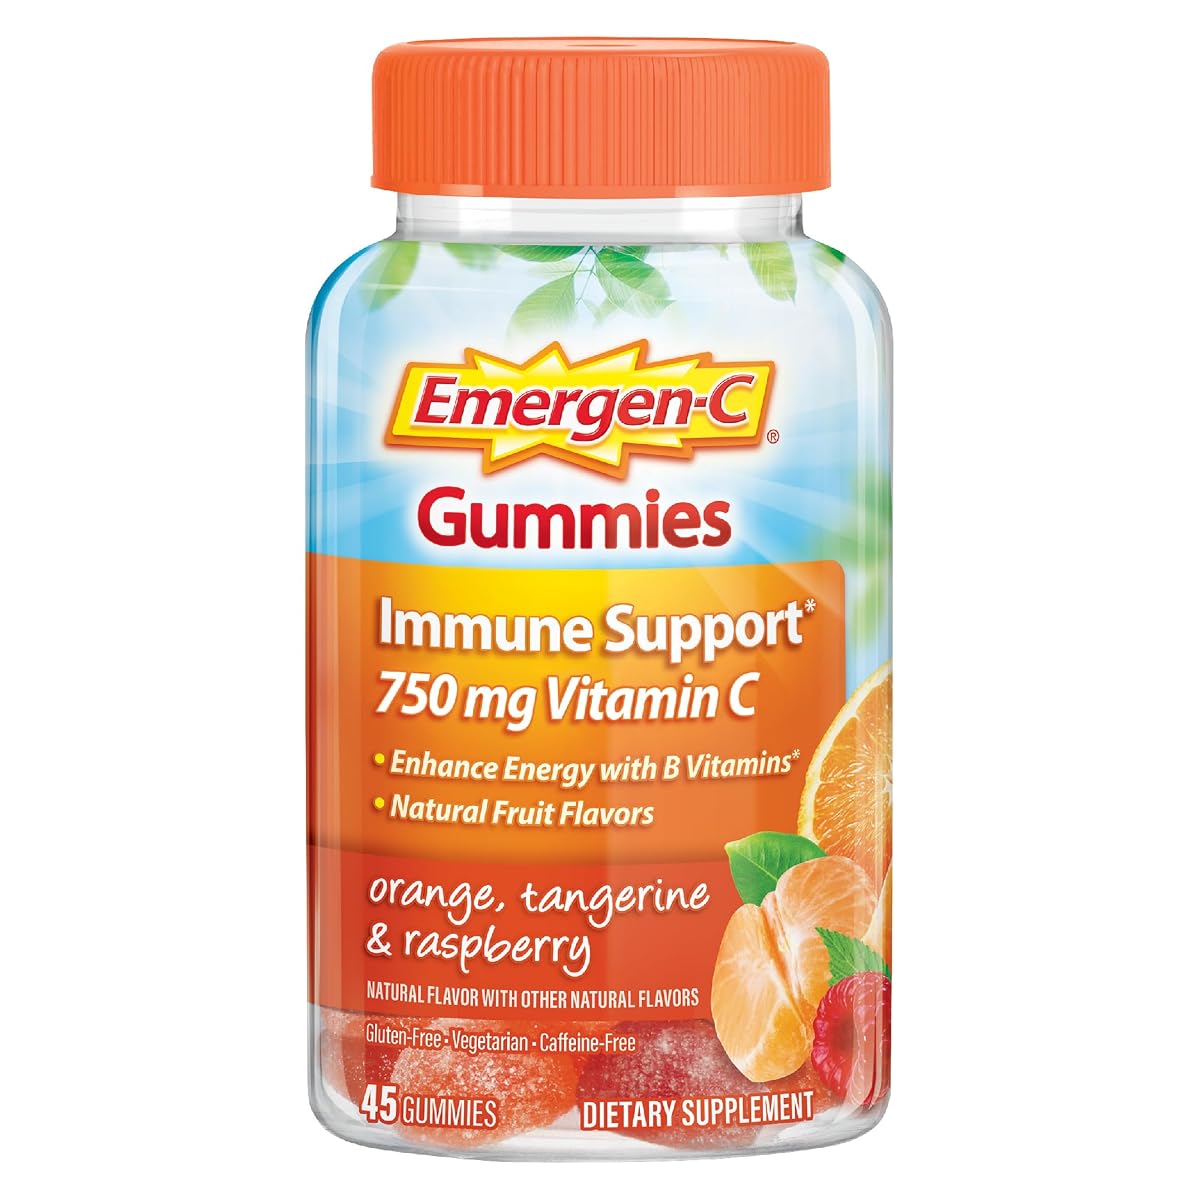 Emergen-C®
Gummies
Immune Support*
750 mg Vitamin C
• Enhance Energy with B Vitamins*
• Natural Fruit Flavors
orange, tangerine
& raspberry
NATURAL FLAVOR WITH OTHER NATURAL FLAVORS
Gluten-Free • Vegetarian • Caffeine-Free
45 GUMMIES
DIETARY SUPPLEMENT